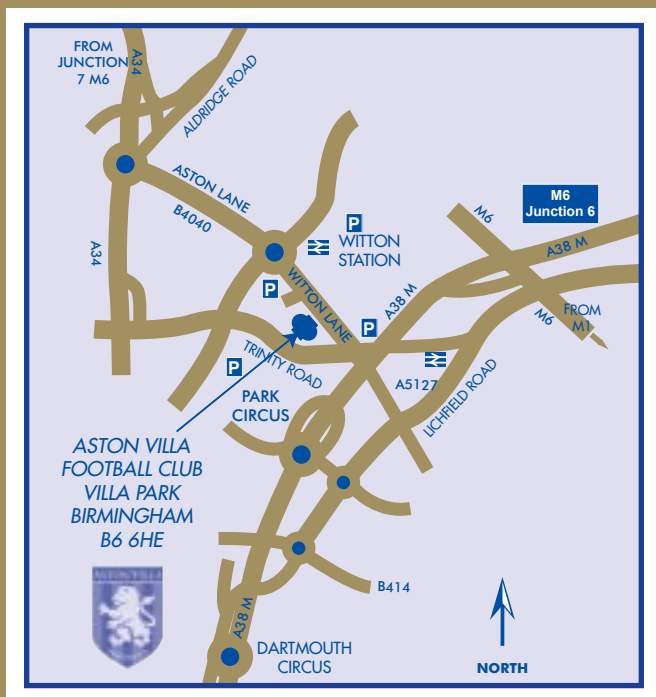 FROM
JUNCTION
7 M6
A34
ALDRIDGE ROAD
ASTON LANE
B4040
A34
P
WITTON
STATION
M6
Junction 6
M6
A38 M
P
WITTON LANE
A38 M
P
M6
FROM
M1
TRINITY ROAD
P
A5127
LICHFIELD ROAD
PARK
CIRCUS
ASTON VILLA
FOOTBALL CLUB
VILLA PARK
BIRMINGHAM
B6 6HE
ASTON VILLA
B414
A38 M
DARTMOUTH
CIRCUS
NORTH